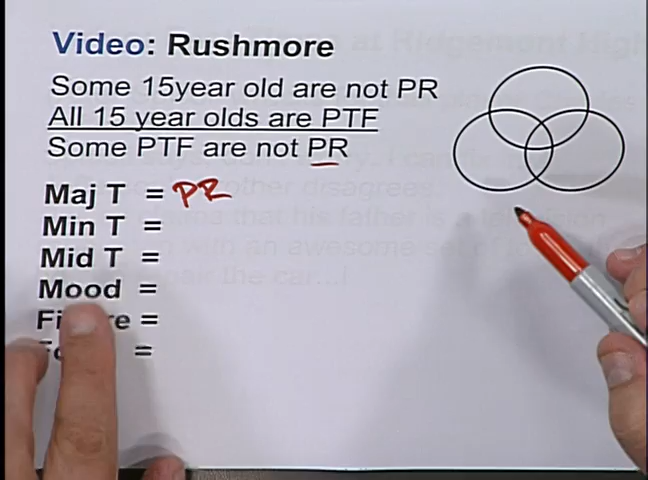 Video: Rushmore
Some 15year old are not PR
All 15 year olds are PTF
Some PTF are not PR
Maj T = PR
Min T =
Mid T =
Mood =
=
=